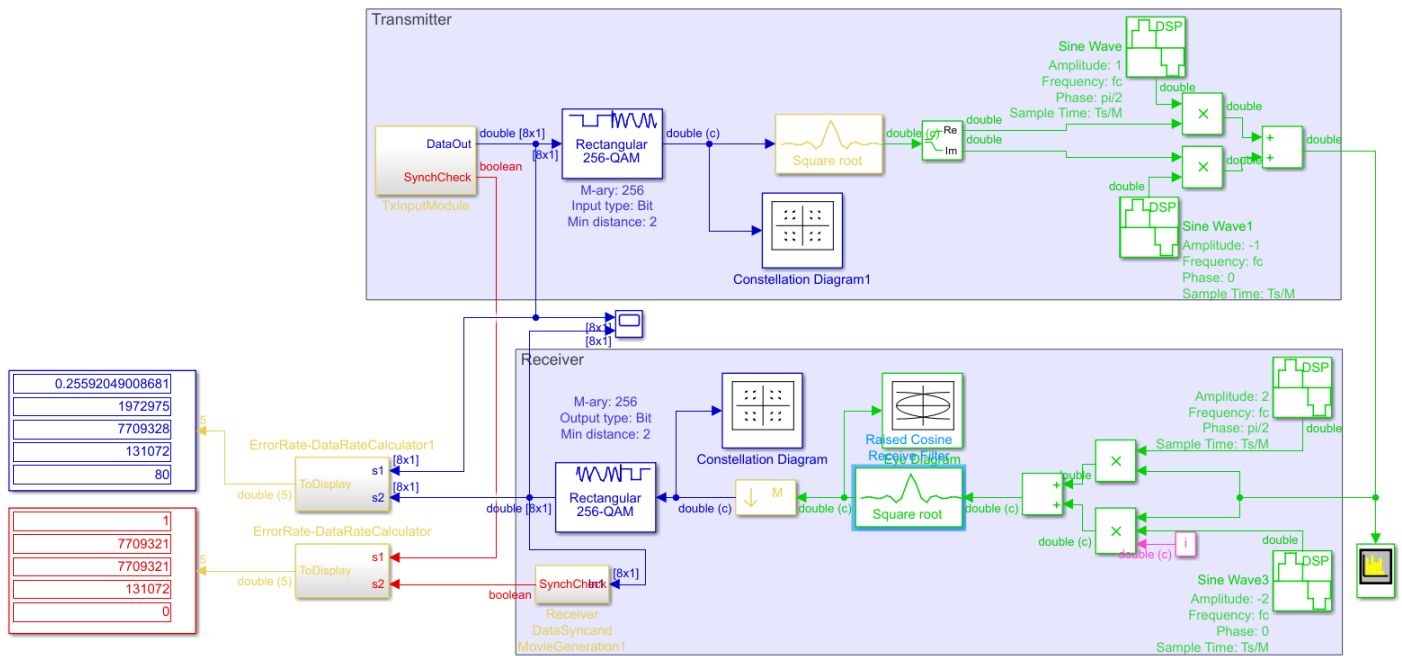 Transmitter
DSP
Sine Wave
Amplitude: 1
Frequency: fc
Phase: pi/2
Sample Time: Ts/M
double
×
double
DataOut
SynchCheck
TxInputModule
double [8x1]
[8x1]
boolean
Rectangular
256-QAM
M-ary: 256
Input type: Bit
Min distance: 2
double (c)
Square root
double (c)
Re
Im
double
double
×
double
+
+
double
double
DSP
Sine Wave1
Amplitude: -1
Frequency: fc
Phase: 0
Sample Time: Ts/M
Constellation Diagram1
[8x1]
[8x1]
Receiver
0.25592049008681
1972975
7709328
131072
80
5
ErrorRate-DataRateCalculator1
ToDisplay
s1
s2
double (5)
[8x1]
[8x1]
1
7709321
7709321
131072
0
5
ErrorRate-DataRateCalculator
ToDisplay
s1
s2
double (5)
boolean
M-ary: 256
Output type: Bit
Min distance: 2
Rectangular
256-QAM
double [8x1]
SynchCheck
In1
[8x1]
Receiver
DataSyncand
MovieGeneration1
Constellation Diagram
double (c)
M
double (c)
Raised Cosine
Receive Filter
Eye Diagram
Square root
double (c)
+
+
double
×
×
double (c)
double (c)
i
DSP
Amplitude: 2
Frequency: fc
Phase: pi/2
Sample Time: Ts/M
double
double
DSP
Sine Wave3
Amplitude: -2
Frequency: fc
Phase: 0
Sample Time: Ts/M